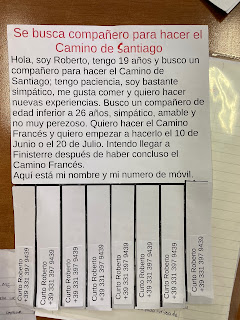 Se busca compañero para hacer el
Camino de Santiago
Hola, soy Roberto, tengo 19 años y busco un
compañero para hacer el Camino de
Santiago; tengo paciencia, soy bastante
simpático, me gusta comer y quiero hacer
nuevas experiencias. Busco un compañero de
edad inferior a 26 años, simpático, amable y
no muy perezoso. Quiero hacer el Camino
Francés y quiero empezar a hacerlo el 10 de
Junio o el 20 de Julio. Intendo llegar a
Finisterre después de haber concluso el
Camino Francés.
Aquí está mi nombre y mi numero de móvil,
Curto Roberto
+39 331 397 9439
Curto Roberto
+39 331 397 9439
Curto Roberto
+39 331 397 9439
Curto Roberto
+39 331 397 9439
Curto Roberto
+39 331 397 9439
Curto Roberto
+39 331 397 9439
Curto Roberto
+39 331 397 9439